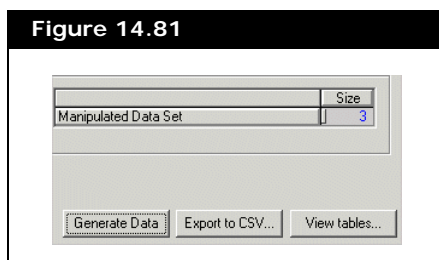 Figure 14.81
Size
Manipulated Data Set 3
Generate Data Export to CSV... View tables...